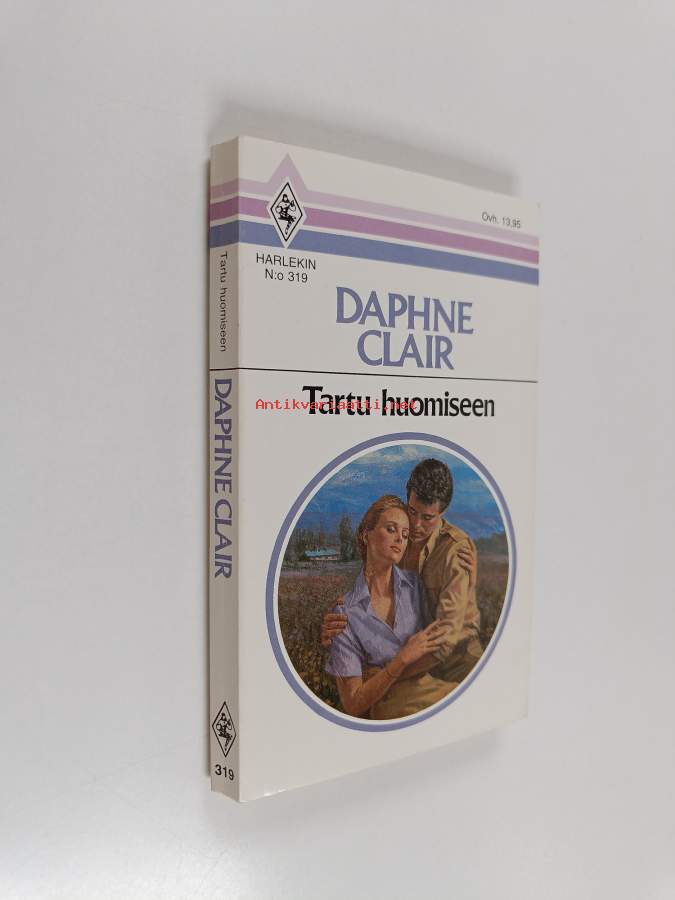 Ovh. 13,95
HARLEKIN
N:o 319
DAPHNE
CLAIR
Tartu huomiseen
Antikvariaatti.net
Tartu huomiseen
DAPHNE CLAIR
319